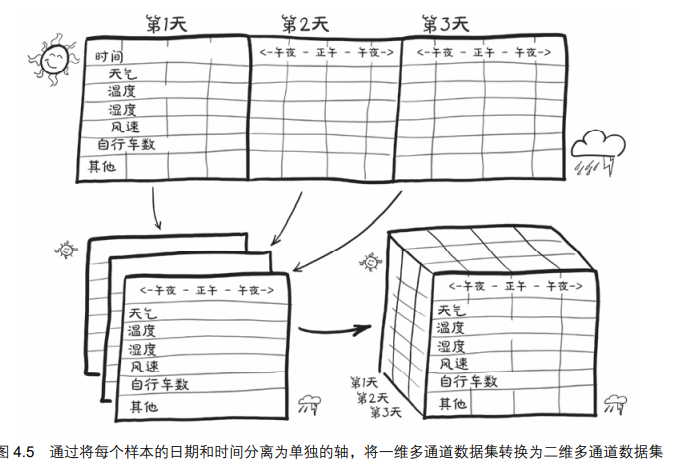 第1天 第2天 第3天
时间 <-午夜 - 正午 - 午夜-> <-午夜 - 正午 - 午夜->
天气
温度
湿度
风速
自行车数
其他
<-午夜 - 正午 - 午夜->
天气
温度
湿度
风速
自行车数
其他
<-午夜 - 正午 - 午夜->
天气
温度
湿度
风速
自行车数
其他
第1天
第2天
第3天
图 4.5 通过将每个样本的日期和时间分离为单独的轴，将一维多通道数据集转换为二维多通道数据集